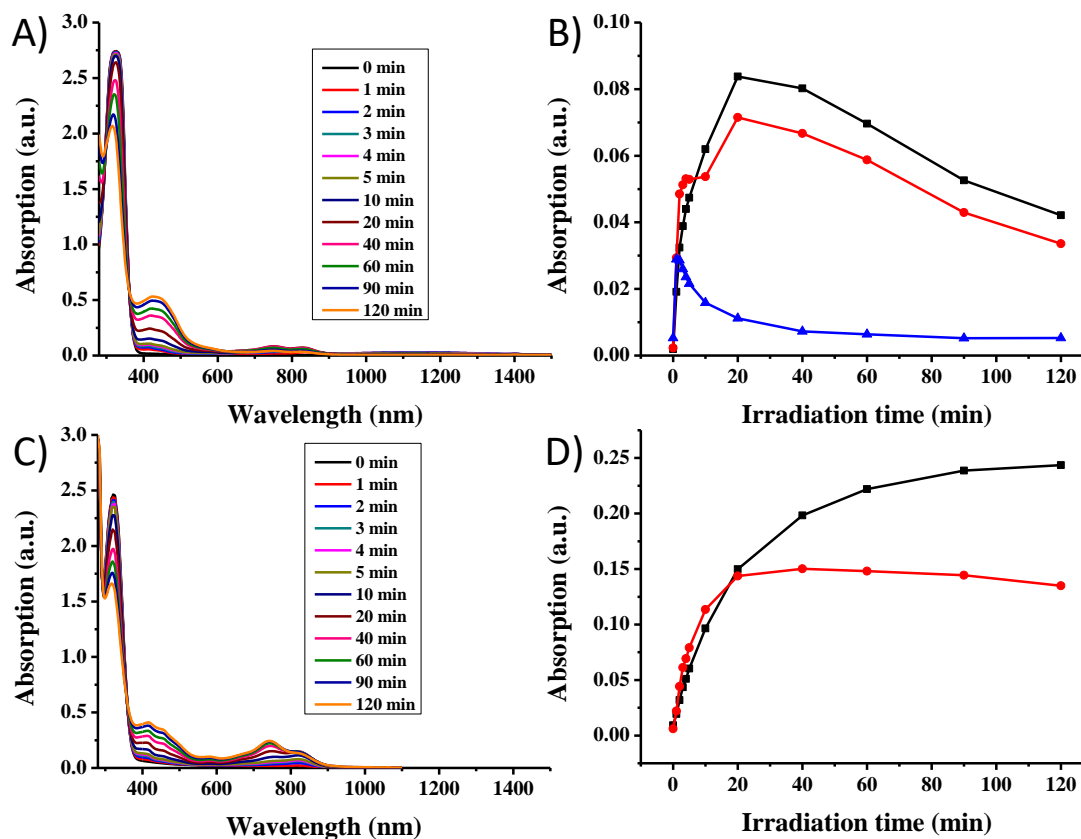 A)
3.0
2.5
2.0
1.5
1.0
0.5
0.0
Absorption (a.u.)
400 600 800 1000 1200 1400
Wavelength (nm)
0 min
1 min
2 min
3 min
4 min
5 min
10 min
20 min
40 min
60 min
90 min
120 min
B)
0.10
0.08
0.06
0.04
0.02
0.00
Absorption (a.u.)
0 20 40 60 80 100 120
Irradiation time (min)
C)
3.0
2.5
2.0
1.5
1.0
0.5
0.0
Absorption (a.u.)
400 600 800 1000 1200 1400
Wavelength (nm)
0 min
1 min
2 min
3 min
4 min
5 min
10 min
20 min
40 min
60 min
90 min
120 min
D)
0.25
0.20
0.15
0.10
0.05
0.00
Absorption (a.u.)
0 20 40 60 80 100 120
Irradiation time (min)